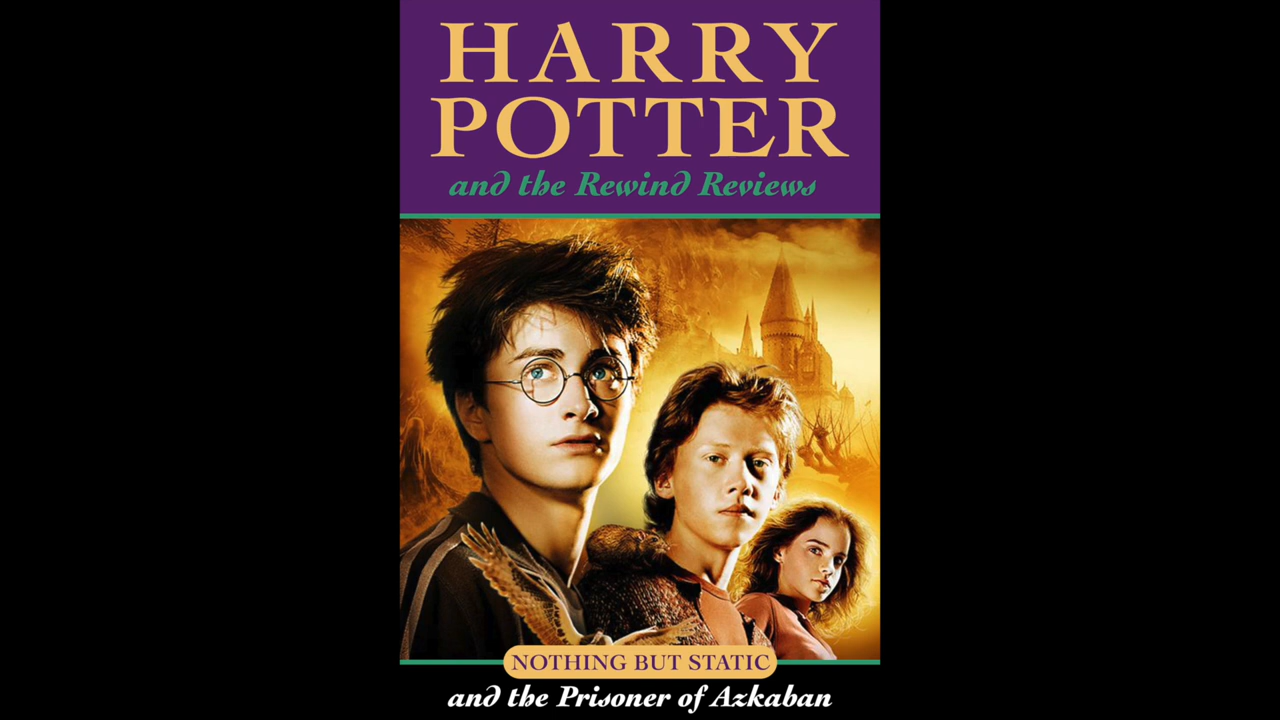 HARRY
POTTER
and the Rewind Reviews
NOTHING BUT STATIC
and the Prisoner of Azkaban